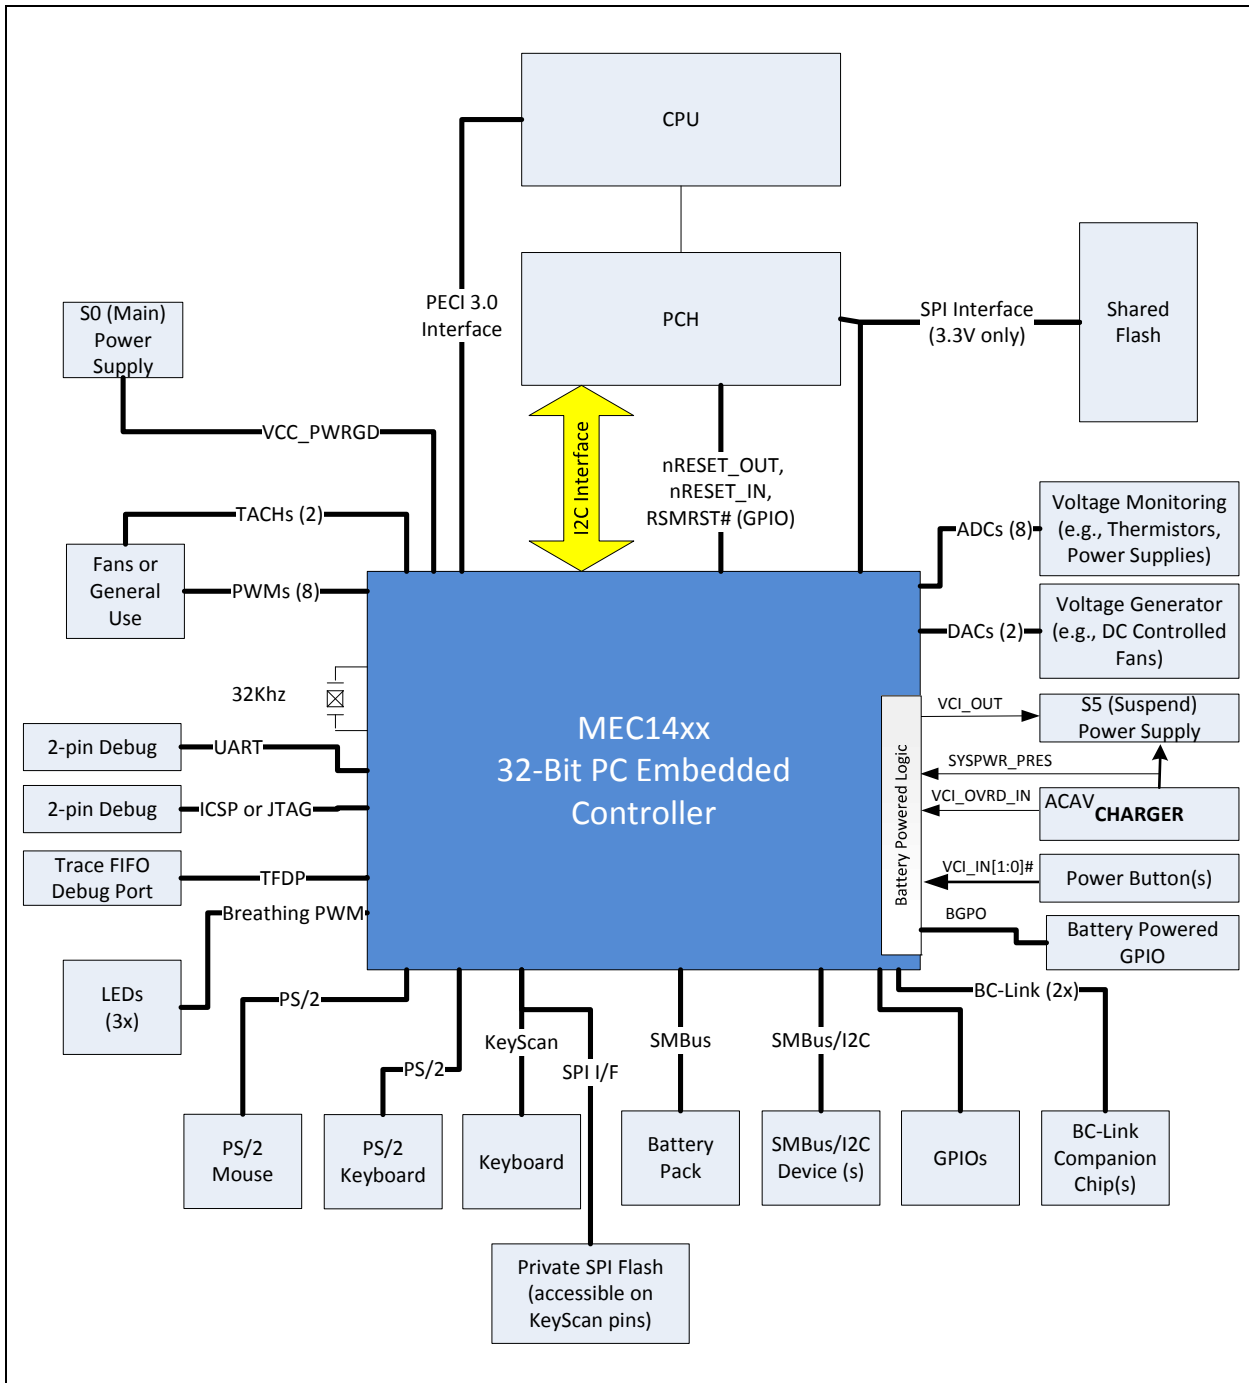 CPU
PECI 3.0
Interface
PCH
SPI Interface
(3.3V only)
Shared
Flash
S0 (Main)
Power
Supply
VCC_PWRGD
I2C Interface
nRESET_OUT,
nRESET_IN,
RSMRST# (GPIO)
TACHs (2)
Fans or
General
Use
PWMs (8)
ADCs (8)
Voltage Monitoring
(e.g., Thermistors,
Power Supplies)
DACs (2)
Voltage Generator
(e.g., DC Controlled
Fans)
32Khz
MEC14xx
32-Bit PC Embedded
Controller
Battery Powered Logic
VCI_OUT
S5 (Suspend)
Power Supply
SYSPWR_PRES
VCI_OVRD_IN
ACAV
CHARGER
VCI_IN[1:0]#
Power Button(s)
BGPO
Battery Powered
GPIO
2-pin Debug
UART
2-pin Debug
ICSP or JTAG
Trace FIFO
Debug Port
TFDP
Breathing PWM
LEDs
(3x)
PS/2
PS/2
KeyScan
SPI I/F
SMBus
SMBus/I2C
BC-Link (2x)
PS/2
Mouse
PS/2
Keyboard
Keyboard
Battery
Pack
SMBus/I2C
Device (s)
GPIOs
BC-Link
Companion
Chip(s)
Private SPI Flash
(accessible on
KeyScan pins)